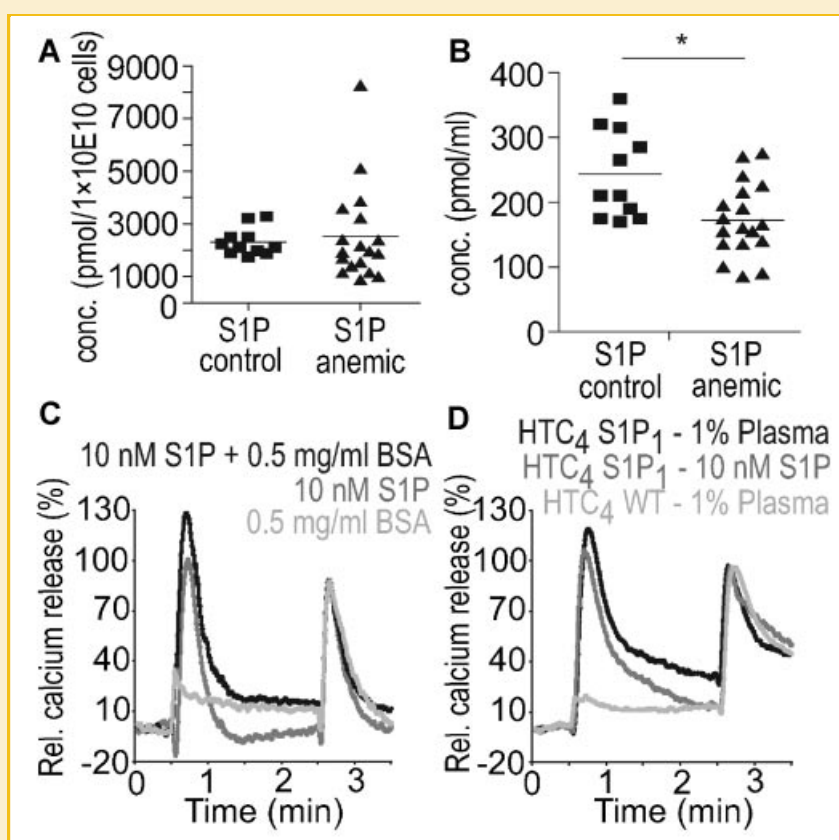 A
conc. (pmol/1×10E10 cells)
9000
7000
5000
3000
1000
0
S1P
control
S1P
anemic
B
*
conc. (pmol/ml)
400
300
200
100
0
S1P
control
S1P
anemic
C
10 nM S1P + 0.5 mg/ml BSA
10 nM S1P
0.5 mg/ml BSA
Rel. calcium release (%)
130
100
70
40
10
-20
0
1
2
3
Time (min)
D
HTC4 S1P1 - 1% Plasma
HTC4 S1P1 - 10 nM S1P
HTC4 WT - 1% Plasma
Rel. calcium release (%)
130
100
70
40
10
-20
0
1
2
3
Time (min)